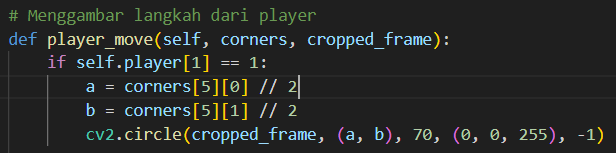 # Menggambar langkah dari player
def player_move(self, corners, cropped_frame):
    if self.player[1] == 1:
        a = corners[5][0] // 2
        b = corners[5][1] // 2
        cv2.circle(cropped_frame, (a, b), 70, (0, 0, 255), -1)